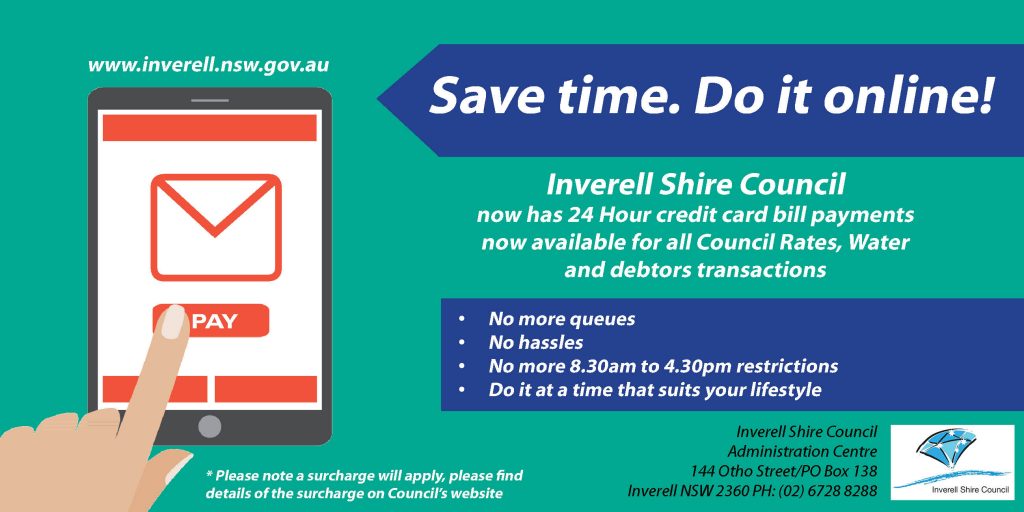 www.inverell.nsw.gov.au
Save time. Do it online!
Inverell Shire Council
now has 24 Hour credit card bill payments
now available for all Council Rates, Water
and debtors transactions
PAY
• No more queues
• No hassles
• No more 8.30am to 4.30pm restrictions
• Do it at a time that suits your lifestyle
* Please note a surcharge will apply, please find
details of the surcharge on Council's website
Inverell Shire Council
Administration Centre
144 Otho Street/PO Box 138
Inverell NSW 2360 PH: (02) 6728 8288
Inverell Shire Council